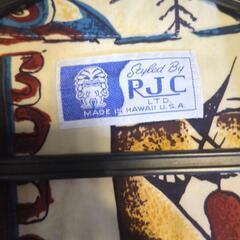 Styled By
RJC
LTD.
MADE IN HAWAII U.S.A.